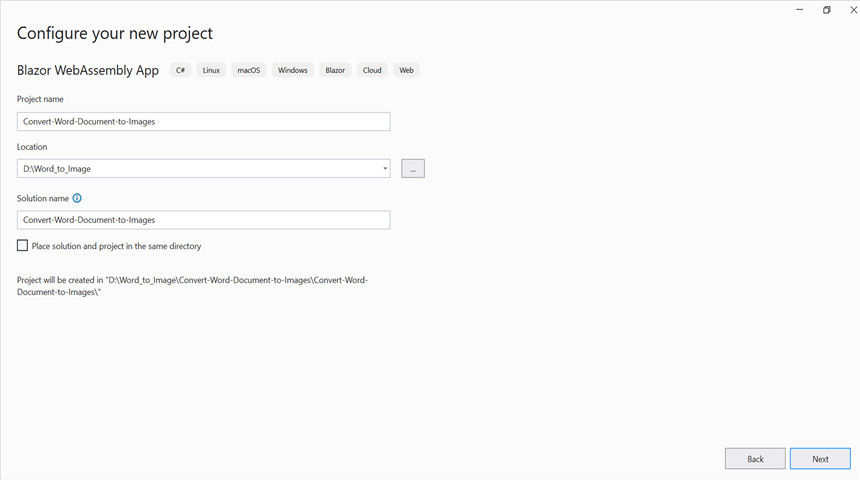 Configure your new project
Blazor WebAssembly App C# Linux macOS Windows Blazor Cloud Web
Project name
Convert-Word-Document-to-Images
Location
D:\Word_to_Image
...
Solution name
Convert-Word-Document-to-Images
Place solution and project in the same directory
Project will be created in "D:\Word_to_Image\Convert-Word-Document-to-Images\Convert-Word-
Document-to-Images\"
Back Next